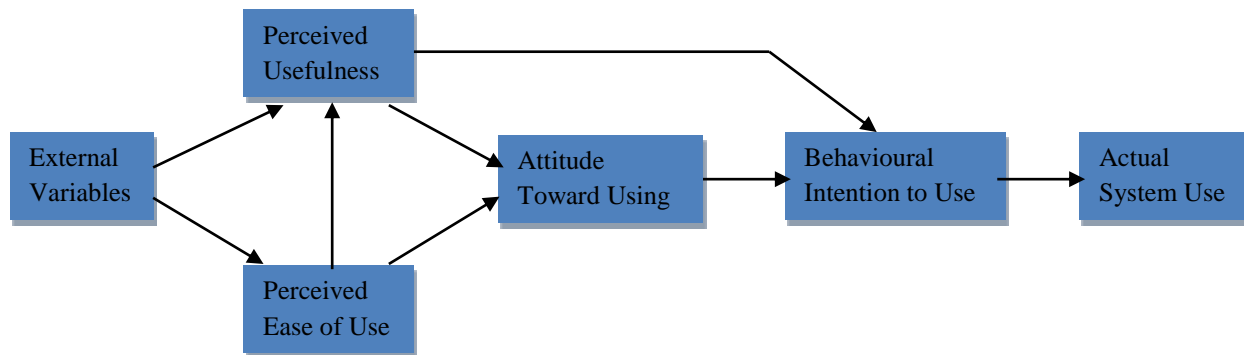 Perceived
Usefulness
External
Variables
Attitude
Toward Using
Behavioural
Intention to Use
Actual
System Use
Perceived
Ease of Use